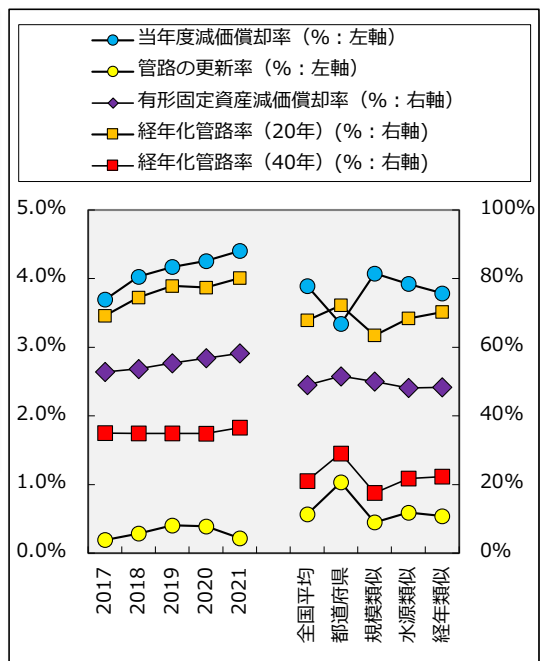 当年度減価償却率（%：左軸）
管路の更新率（%：左軸）
有形固定資産減価償却率（%：右軸）
経年化管路率（20年）(%：右軸)
経年化管路率（40年）(%：右軸)
5.0% 100%
4.0% 80%
3.0% 60%
2.0% 40%
1.0% 20%
0.0% 0%
2017
2018
2019
2020
2021
全国平均
都道府県
規模類似
水源類似
経年類似